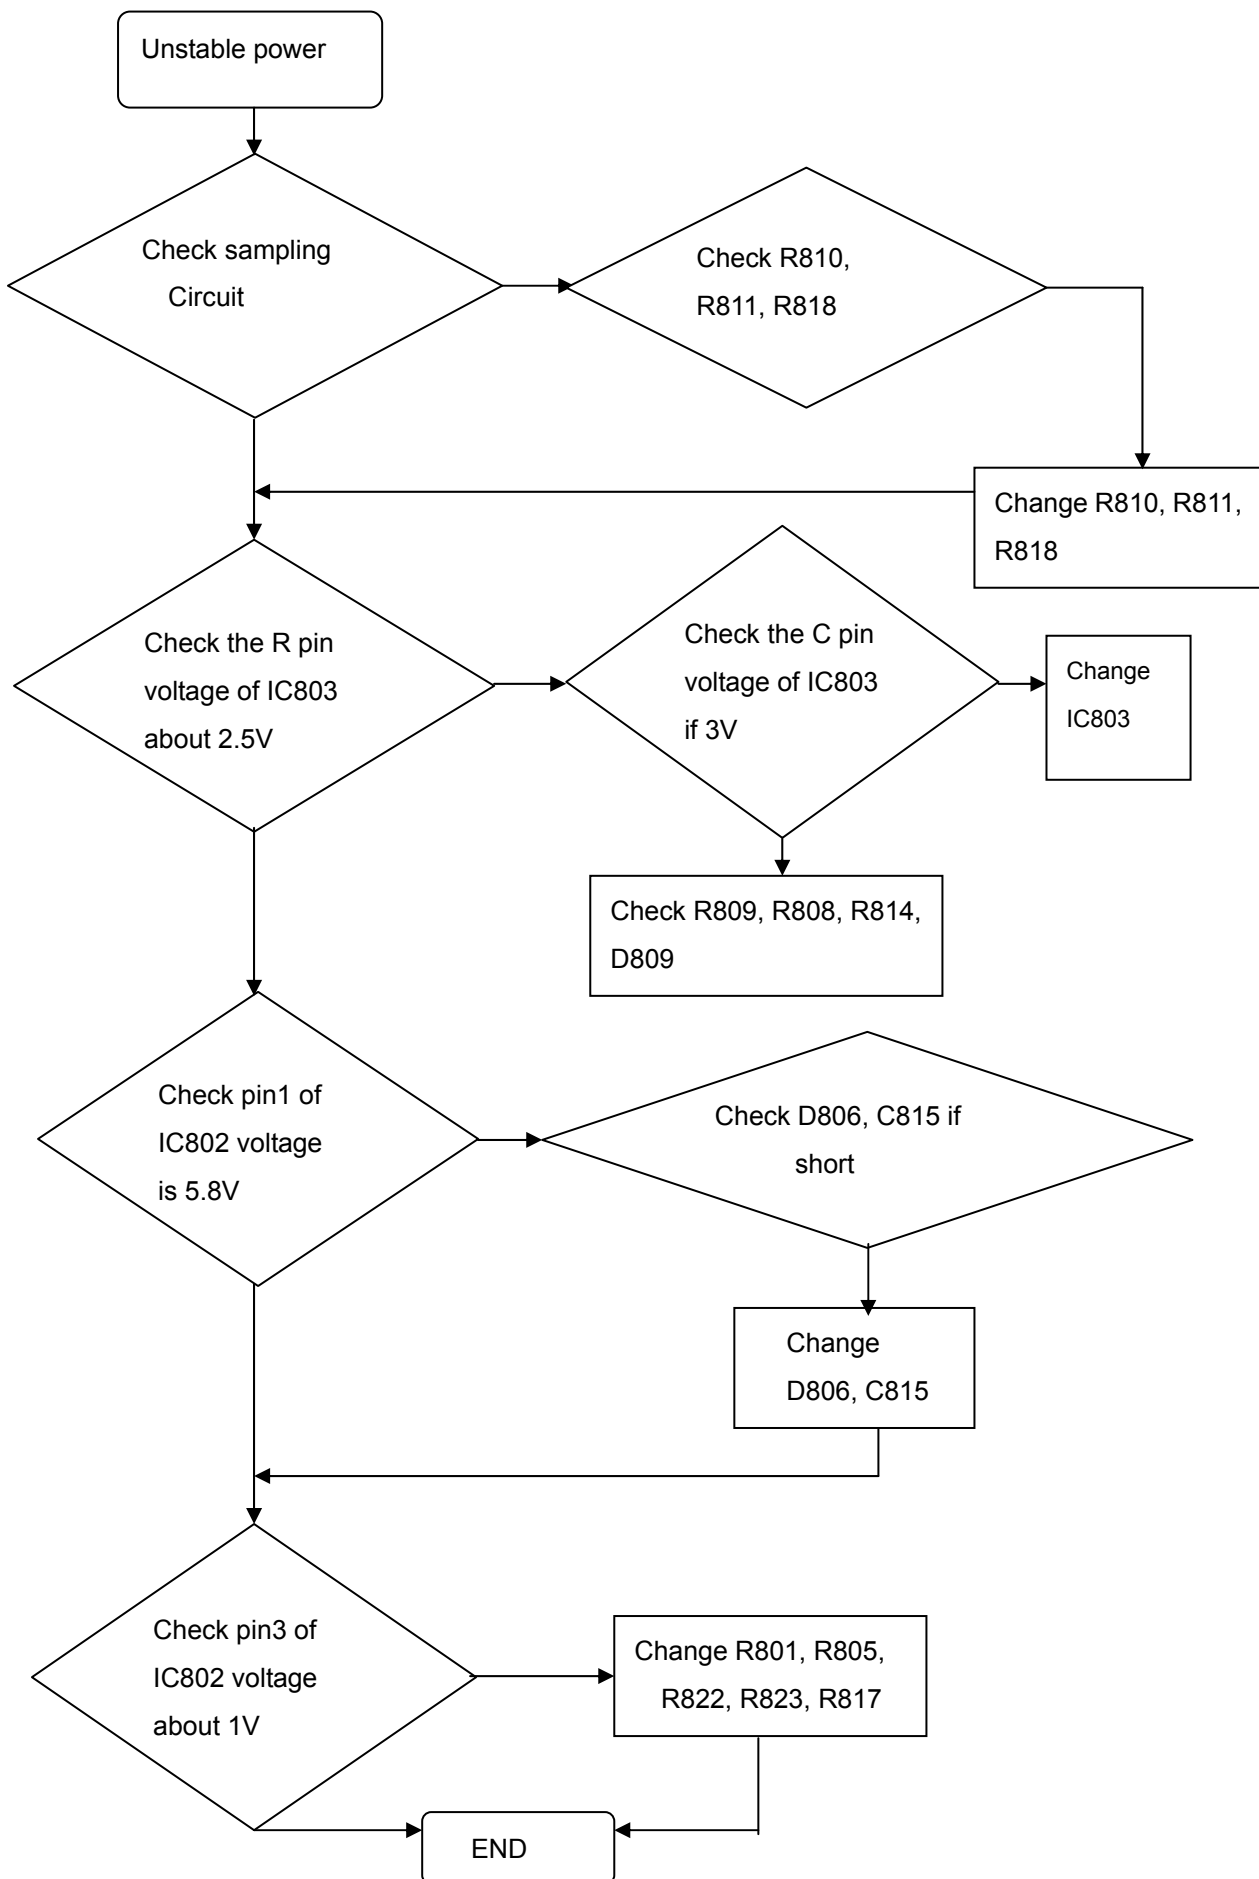 Unstable power
Check sampling
Circuit
Check R810,
R811, R818
Change R810, R811,
R818
Check the R pin
voltage of IC803
about 2.5V
Check the C pin
voltage of IC803
if 3V
Change
IC803
Check R809, R808, R814,
D809
Check pin1 of
IC802 voltage
is 5.8V
Check D806, C815 if
short
Change
D806, C815
Check pin3 of
IC802 voltage
about 1V
Change R801, R805,
R822, R823, R817
END